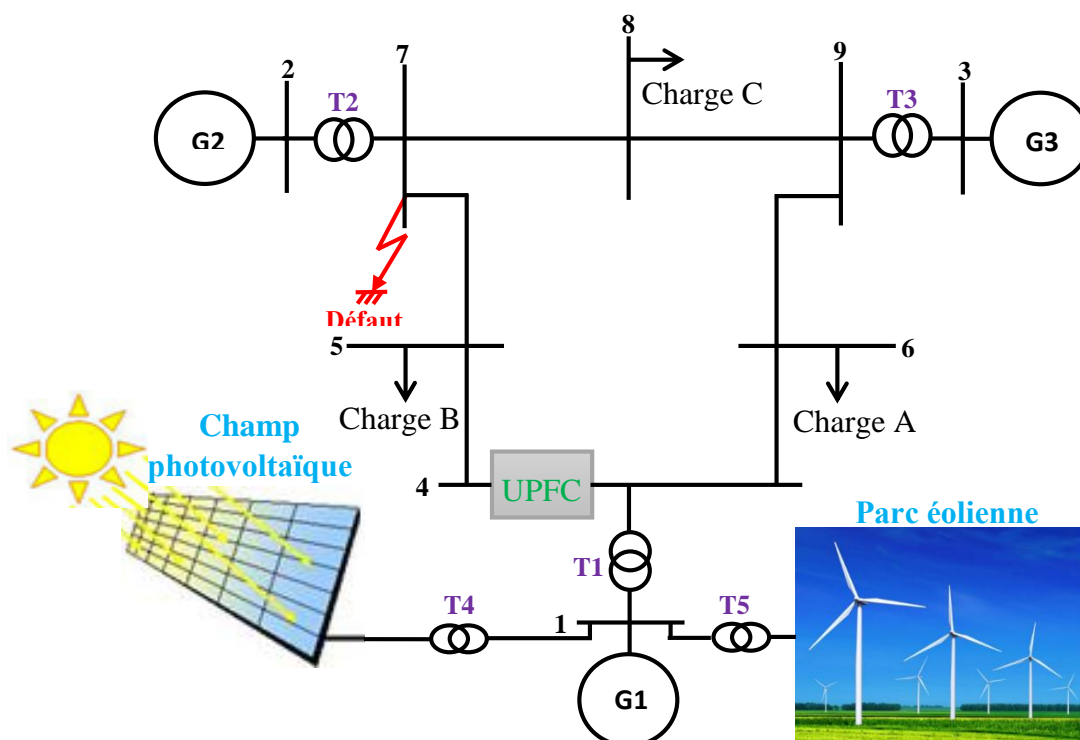 8
7
9
2
3
T2
Charge C
T3
G2
G3
Défaut
5
6
Charge B
Charge A
Champ
photovoltaïque
4
UPFC
Parc éolienne
T1
T4
1
T5
G1